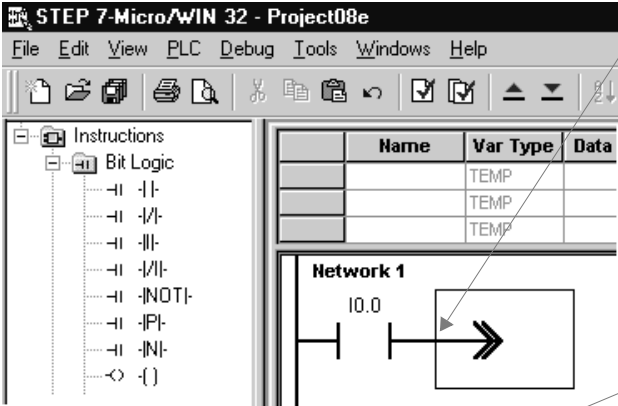 STEP 7-Micro/WIN 32 - Project08e
File Edit View PLC Debug Tools Windows Help
Instructions
Bit Logic
-| |-
-|/|-
-|I|-
-|/I|-
-|NOT|-
-|P|-
-|N|-
-( )
Name Var Type Data
TEMP
TEMP
TEMP
Network 1
I0.0